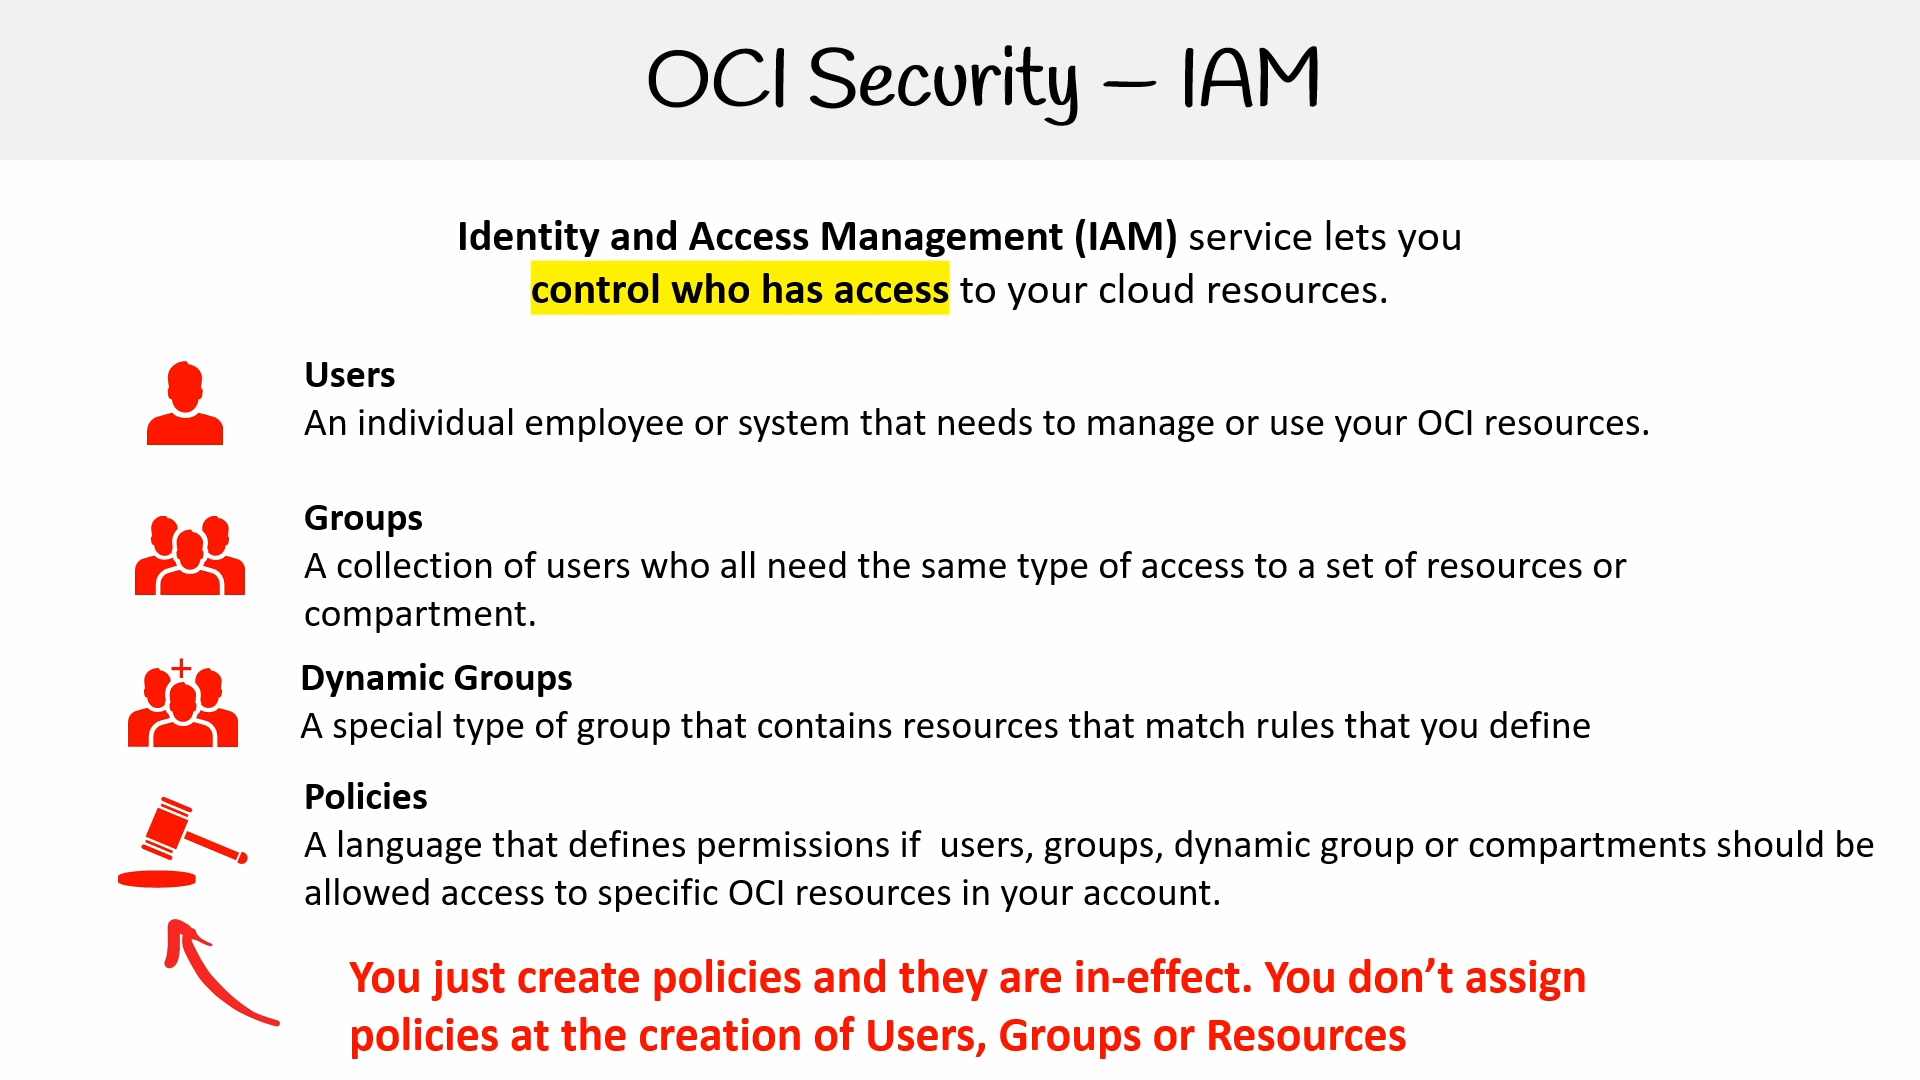 OCI Security – IAM
Identity and Access Management (IAM) service lets you
control who has access to your cloud resources.
Users
An individual employee or system that needs to manage or use your OCI resources.
Groups
A collection of users who all need the same type of access to a set of resources or
compartment.
Dynamic Groups
A special type of group that contains resources that match rules that you define
Policies
A language that defines permissions if  users, groups, dynamic group or compartments should be
allowed access to specific OCI resources in your account.
You just create policies and they are in-effect. You don’t assign
policies at the creation of Users, Groups or Resources